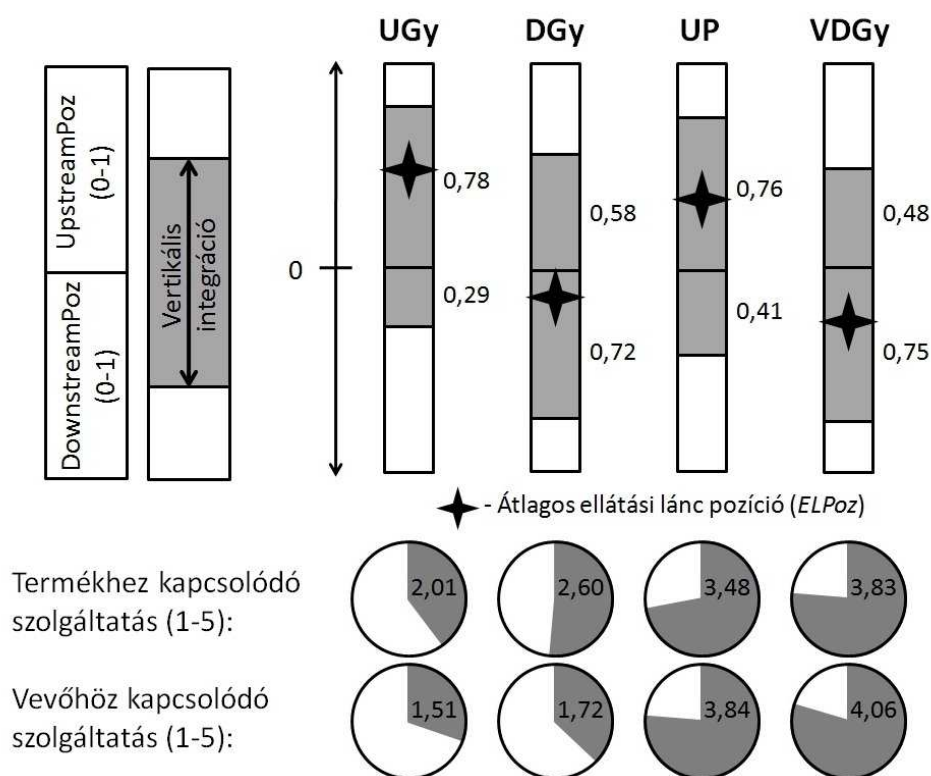 UGy DGy UP VDGy
UpstreamPoz
(0-1)
DownstreamPoz
(0-1)
Vertikális
integráció
0
0,78
0,29
0,58
0,72
0,76
0,41
0,48
0,75
- Átlagos ellátási lánc pozíció (ELPoz)
Termékhez kapcsolódó
szolgáltatás (1-5):
2,01 2,60 3,48 3,83
Vevőhöz kapcsolódó
szolgáltatás (1-5):
1,51 1,72 3,84 4,06